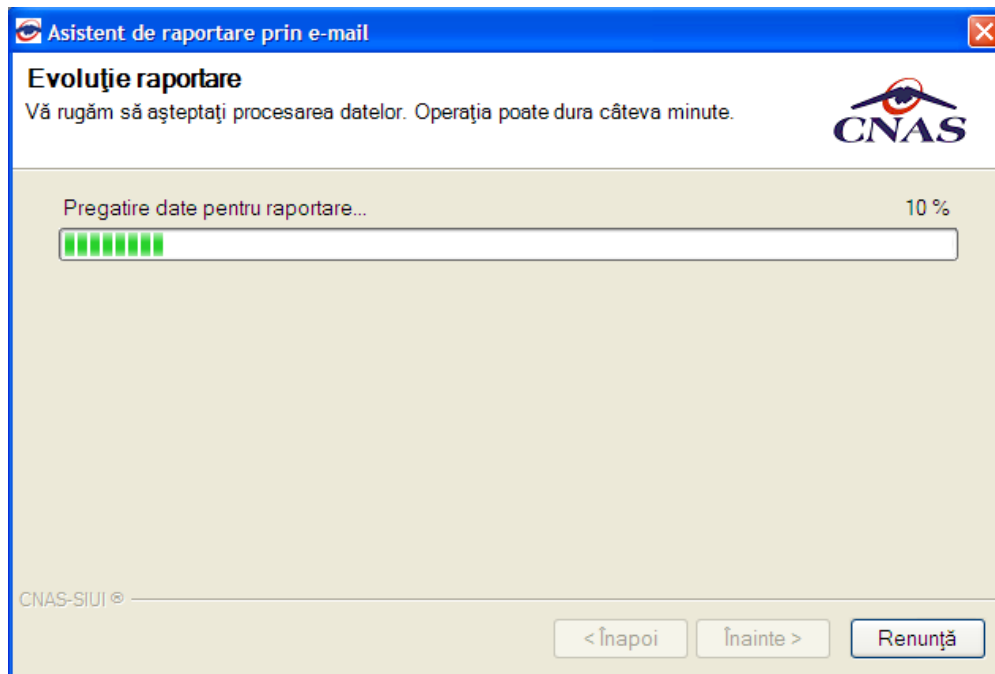 Asistent de raportare prin e-mail
Evoluţie raportare
Vă rugăm să aşteptaţi procesarea datelor. Operaţia poate dura câteva minute.
CNAS
Pregatire date pentru raportare... 10 %
CNAS-SIUI ®
< Înapoi Înainte > Renunţă